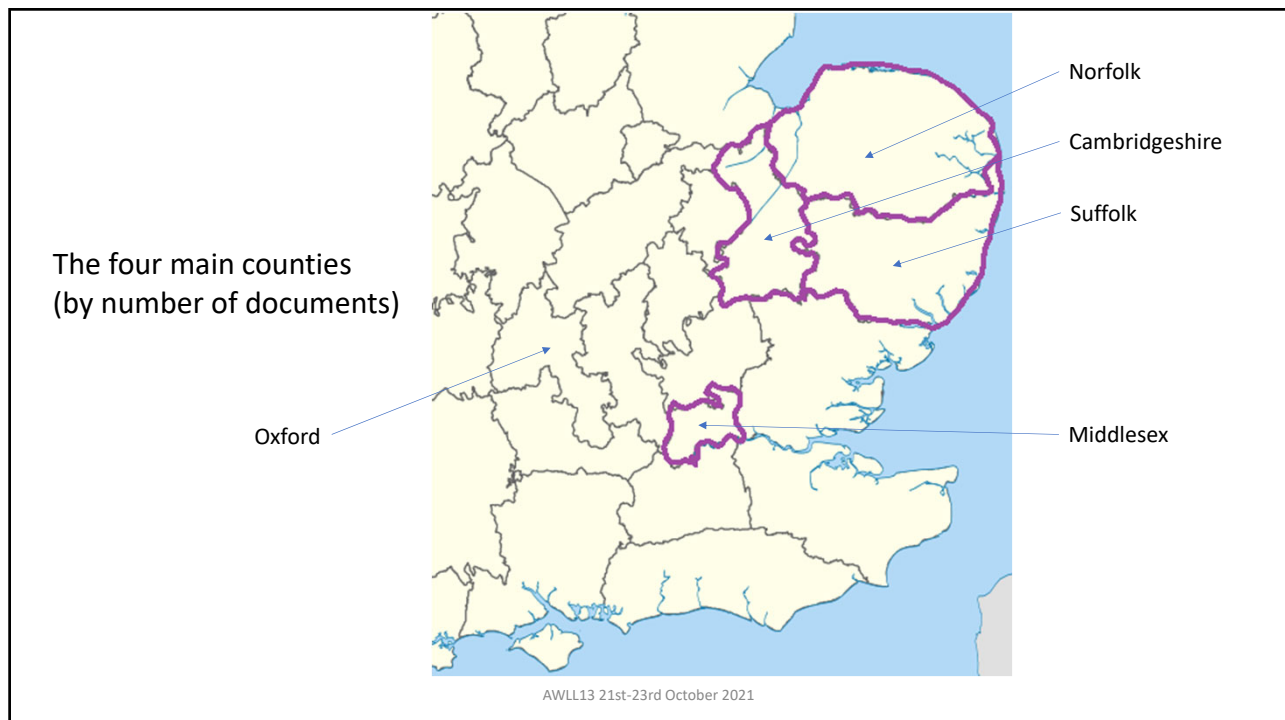 Norfolk
Cambridgeshire
Suffolk
The four main counties
(by number of documents)
Oxford
Middlesex
AWLL13 21st-23rd October 2021